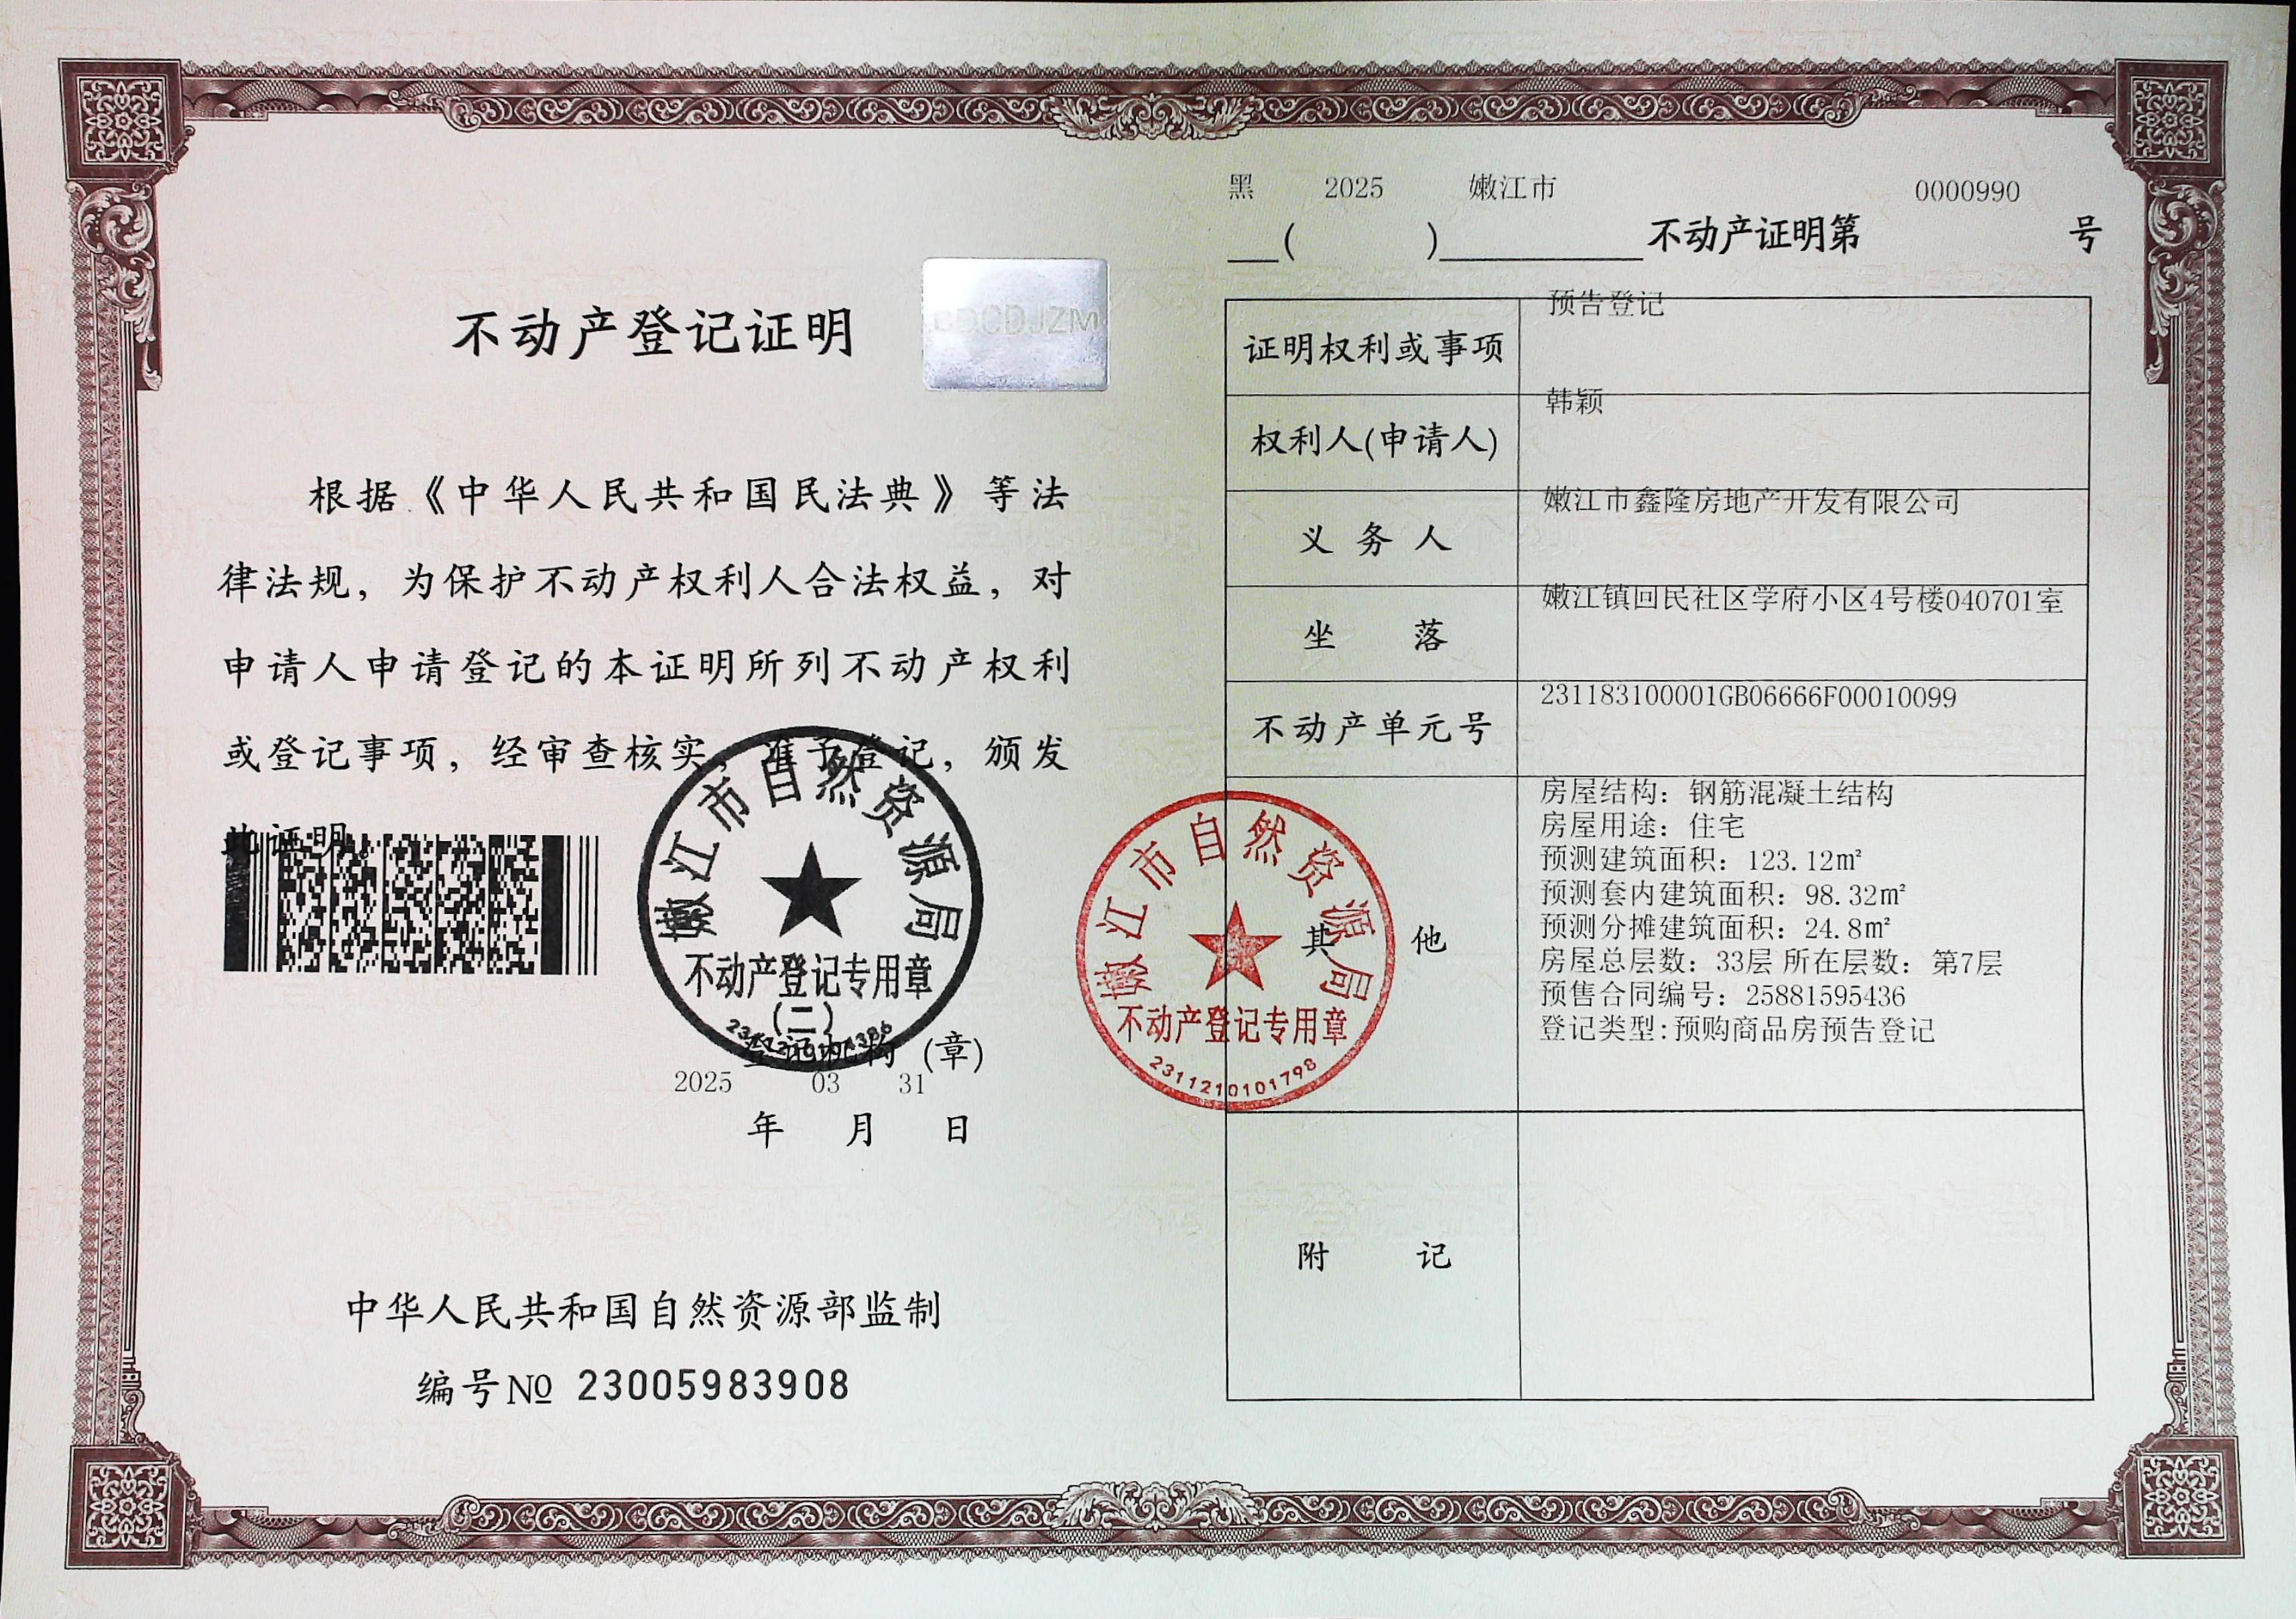 不动产登记证明
BDCDJZM
根据《中华人民共和国民法典》等法
律法规，为保护不动产权利人合法权益，对
申请人申请登记的本证明所列不动产权利
或登记事项，经审查核实，准予登记，颁发
此证明。
嫩江市自然资源局
不动产登记专用章
(二)
登记机构（章）
2025 03 31
年 月 日
中华人民共和国自然资源部监制
编号№ 23005983908
黑 2025 嫩江市 0000990
( ) 不动产证明第 号
证明权利或事项 预告登记
权利人(申请人) 韩颖
义务人 嫩江市鑫隆房地产开发有限公司
坐落 嫩江镇回民社区学府小区4号楼040701室
不动产单元号 231183100001GB06666F00010099
其他
房屋结构：钢筋混凝土结构
房屋用途：住宅
预测建筑面积：123.12㎡
预测套内建筑面积：98.32㎡
预测分摊建筑面积：24.8㎡
房屋总层数：33层 所在层数：第7层
预售合同编号：25881595436
登记类型:预购商品房预告登记
嫩江市自然资源局
不动产登记专用章
2311210101798
附记